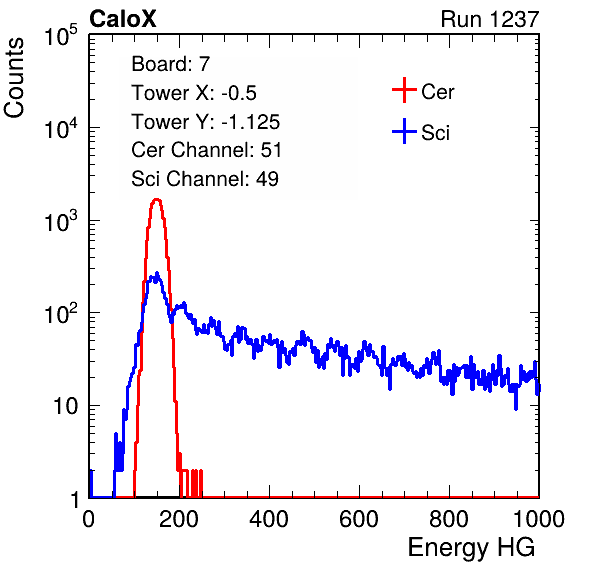 CaloX Run 1237
Counts
Board: 7
Tower X: -0.5
Tower Y: -1.125
Cer Channel: 51
Sci Channel: 49
Cer
Sci
10^5
10^4
10^3
10^2
10
1
0 200 400 600 800 1000
Energy HG